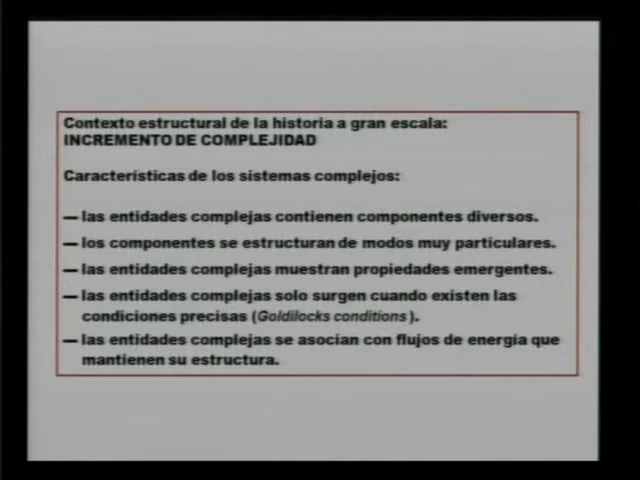 Contexto estructural de la historia a gran escala:
INCREMENTO DE COMPLEJIDAD
Características de los sistemas complejos:
— las entidades complejas contienen componentes diversos.
— los componentes se estructuran de modos muy particulares.
— las entidades complejas muestran propiedades emergentes.
— las entidades complejas solo surgen cuando existen las
condiciones precisas (Goldilocks conditions).
— las entidades complejas se asocian con flujos de energía que
mantienen su estructura.